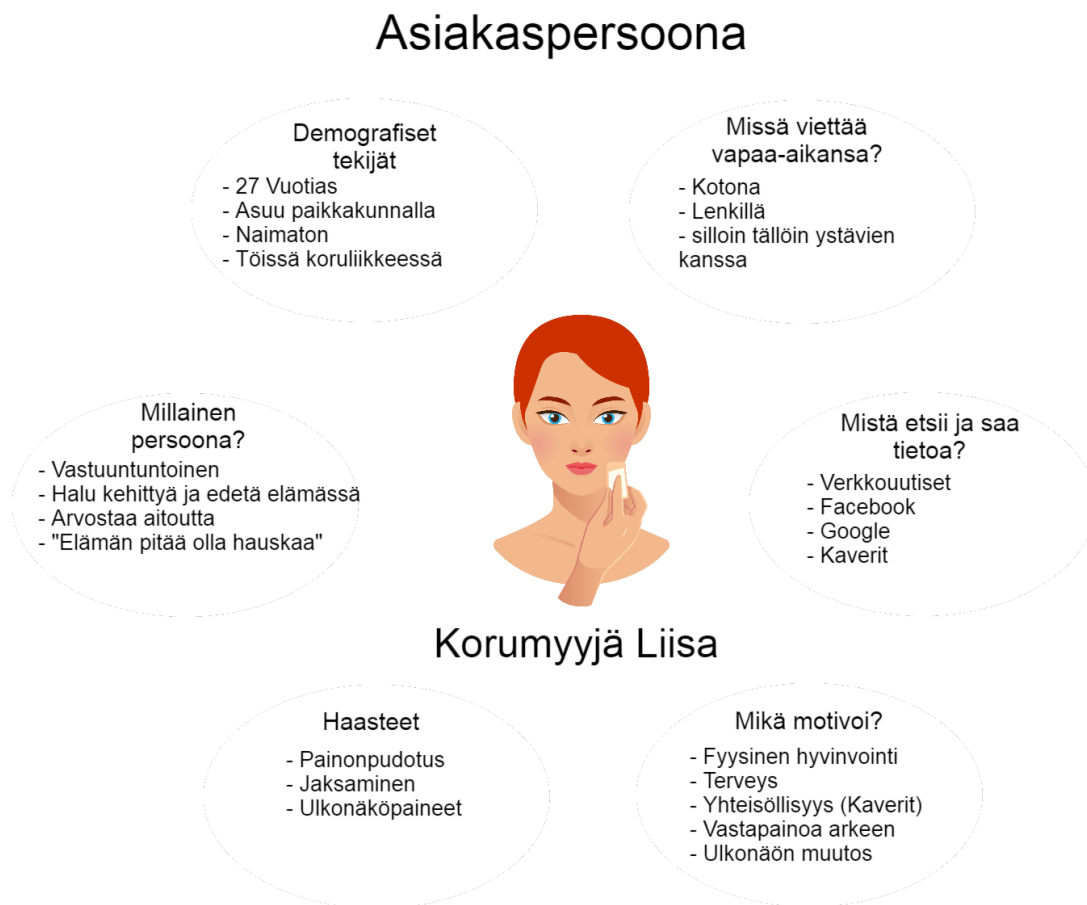 Asiakaspersoona
Demografiset
tekijät
- 27 Vuotias
- Asuu paikkakunnalla
- Naimaton
- Töissä koruliikkeessä
Missä viettää
vapaa-aikansa?
- Kotona
- Lenkillä
- silloin tällöin ystävien
kanssa
Millainen
persoona?
- Vastuuntuntoinen
- Halu kehittyä ja edetä elämässä
- Arvostaa aitoutta
- "Elämän pitää olla hauskaa"
Mistä etsii ja saa
tietoa?
- Verkkouutiset
- Facebook
- Google
- Kaverit
Korumyyjä Liisa
Haasteet
- Painonpudotus
- Jaksaminen
- Ulkonäköpaineet
Mikä motivoi?
- Fyysinen hyvinvointi
- Terveys
- Yhteisöllisyys (Kaverit)
- Vastapainoa arkeen
- Ulkonäön muutos